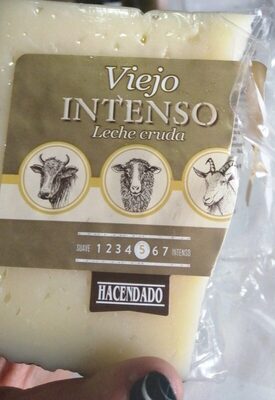 Viejo
INTENSO
Leche cruda
SUAVE 1 2 3 4 5 6 7 INTENSO
HACENDADO